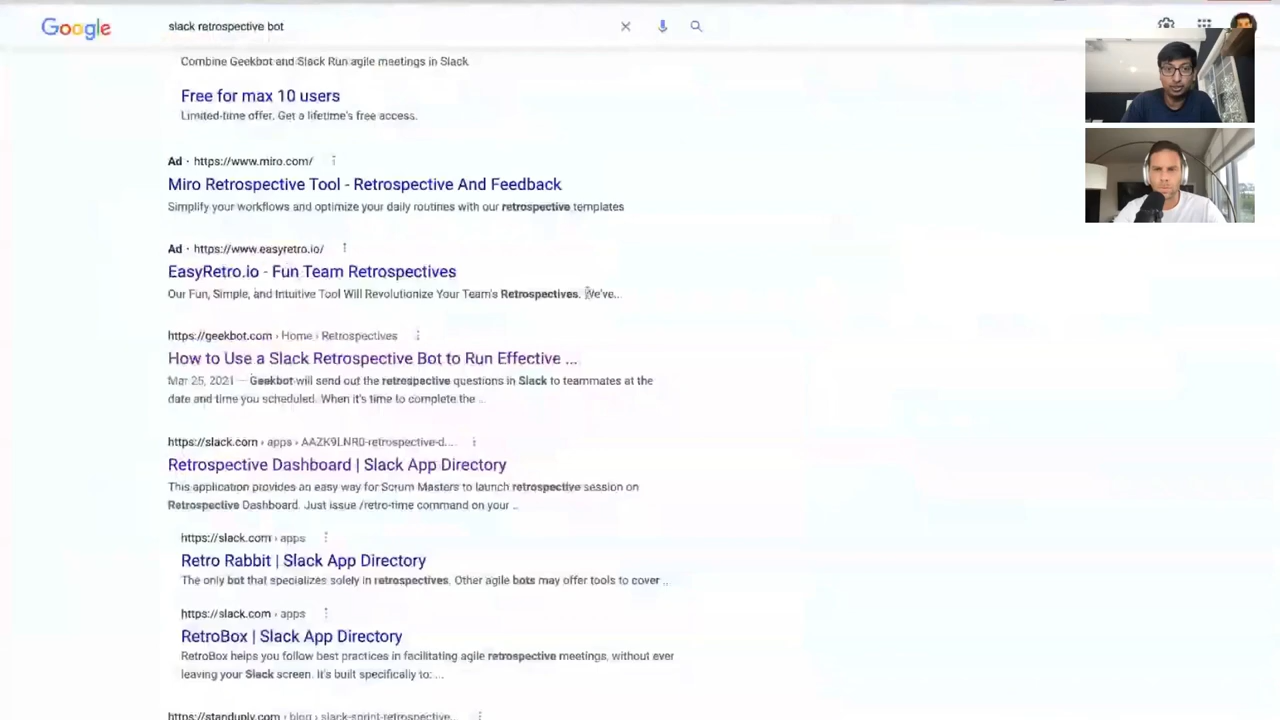 Google
slack retrospective bot
Combine Geekbot and Slack Run agile meetings in Slack
Free for max 10 users
Limited-time offer. Get a lifetime's free access.
Ad · https://www.miro.com/
Miro Retrospective Tool - Retrospective And Feedback
Simplify your workflows and optimize your daily routines with our retrospective templates
Ad · https://www.easyretro.io/
EasyRetro.io - Fun Team Retrospectives
Our Fun, Simple, and Intuitive Tool Will Revolutionize Your Team's Retrospectives. We've...
https://geekbot.com › Home › Retrospectives
How to Use a Slack Retrospective Bot to Run Effective ...
Mar 25, 2021 — Geekbot will send out the retrospective questions in Slack to teammates at the
date and time you scheduled. When it's time to complete the ...
https://slack.com › apps › AAZK9LNR0-retrospective-d...
Retrospective Dashboard | Slack App Directory
This application provides an easy way for Scrum Masters to launch retrospective session on
Retrospective Dashboard. Just issue /retro-time command on your ...
https://slack.com › apps
Retro Rabbit | Slack App Directory
The only bot that specializes solely in retrospectives. Other agile bots may offer tools to cover ...
https://slack.com › apps
RetroBox | Slack App Directory
RetroBox helps you follow best practices in facilitating agile retrospective meetings, without ever
leaving your Slack screen. It's built specifically to: ...
https://standuply.com › blog › slack-sprint-retrospective...